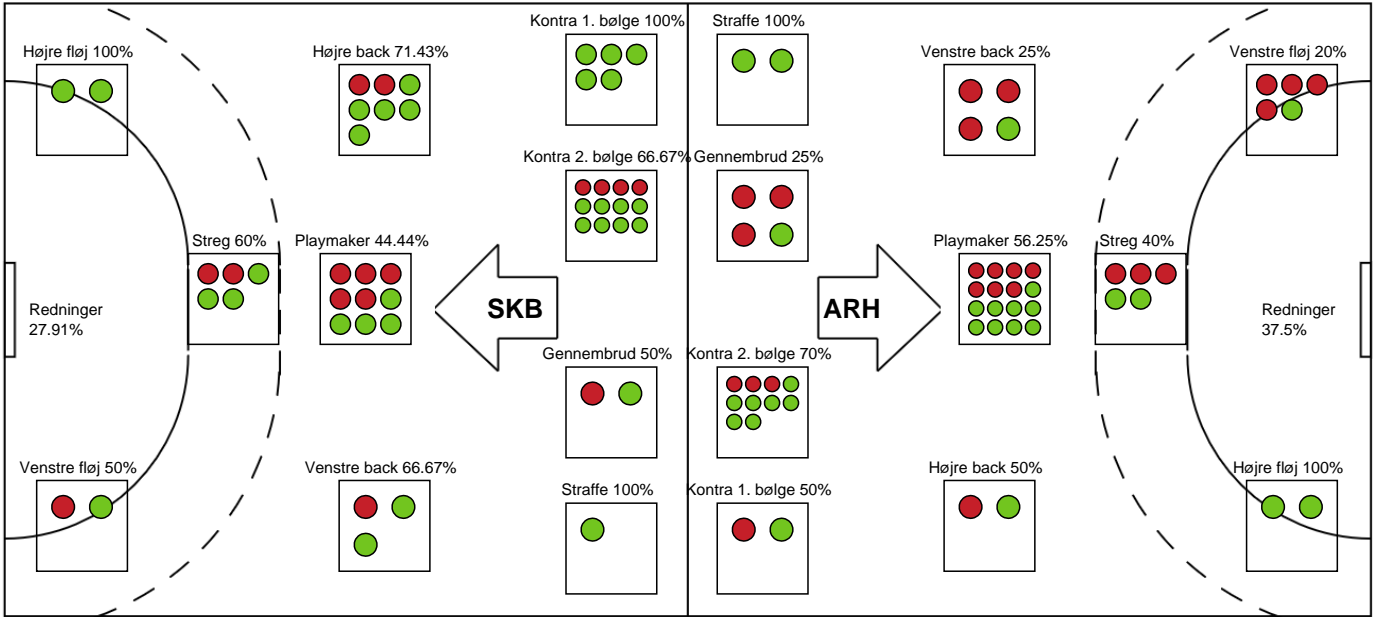 Kontra 1. bølge 100%
Straffe 100%
Højre fløj 100%
Højre back 71.43%
Venstre back 25%
Venstre fløj 20%
Kontra 2. bølge 66.67%
Gennembrud 25%
Streg 60%
Playmaker 44.44%
Playmaker 56.25%
Streg 40%
Redninger
27.91%
SKB
ARH
Redninger
37.5%
Gennembrud 50%
Kontra 2. bølge 70%
Venstre fløj 50%
Venstre back 66.67%
Højre back 50%
Højre fløj 100%
Straffe 100%
Kontra 1. bølge 50%